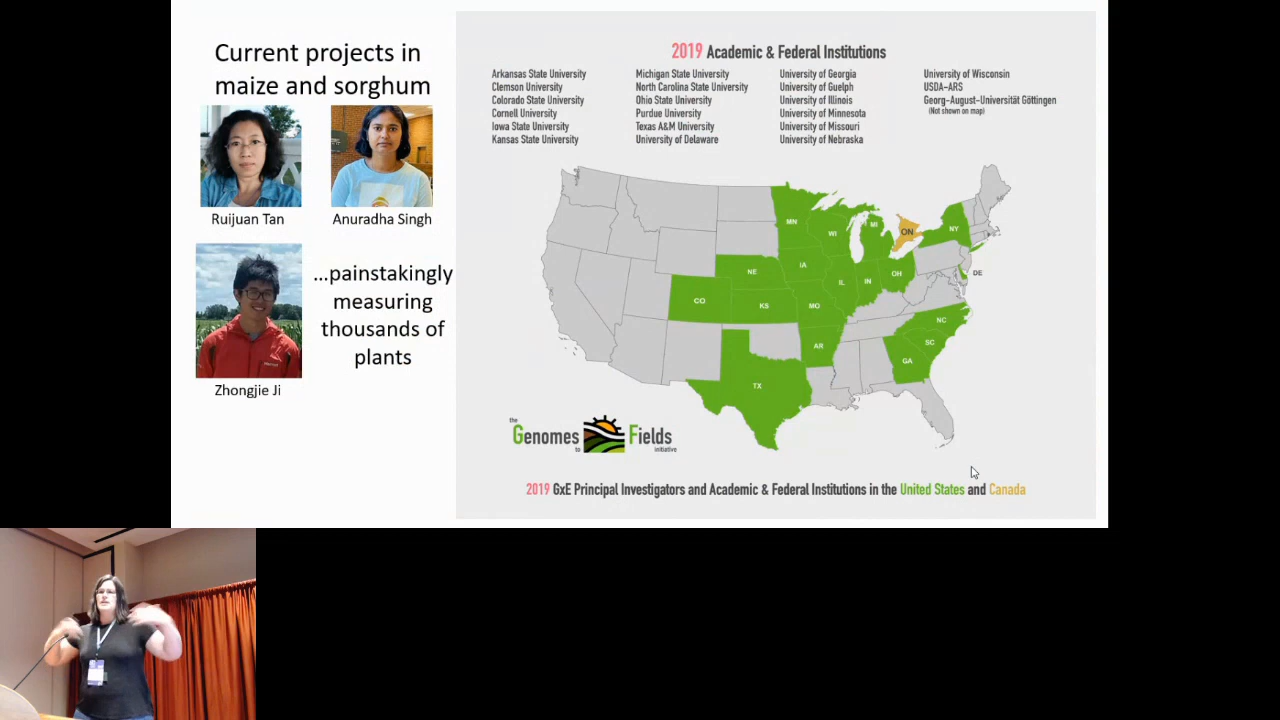 Current projects in
maize and sorghum
Ruijuan Tan
Anuradha Singh
Zhongjie Ji
...painstakingly
measuring
thousands of
plants
2019 Academic & Federal Institutions
Arkansas State University
Clemson University
Colorado State University
Cornell University
Iowa State University
Kansas State University
Michigan State University
North Carolina State University
Ohio State University
Purdue University
Texas A&M University
University of Delaware
University of Georgia
University of Guelph
University of Illinois
University of Minnesota
University of Missouri
University of Nebraska
University of Wisconsin
USDA-ARS
Georg-August-Universität Göttingen
(Not shown on map)
MN
WI
MI
ON
NY
NE
IA
IL
IN
OH
DE
CO
KS
MO
NC
AR
SC
GA
TX
the
Genomes
to
Fields
initiative
2019 GxE Principal Investigators and Academic & Federal Institutions in the United States and Canada